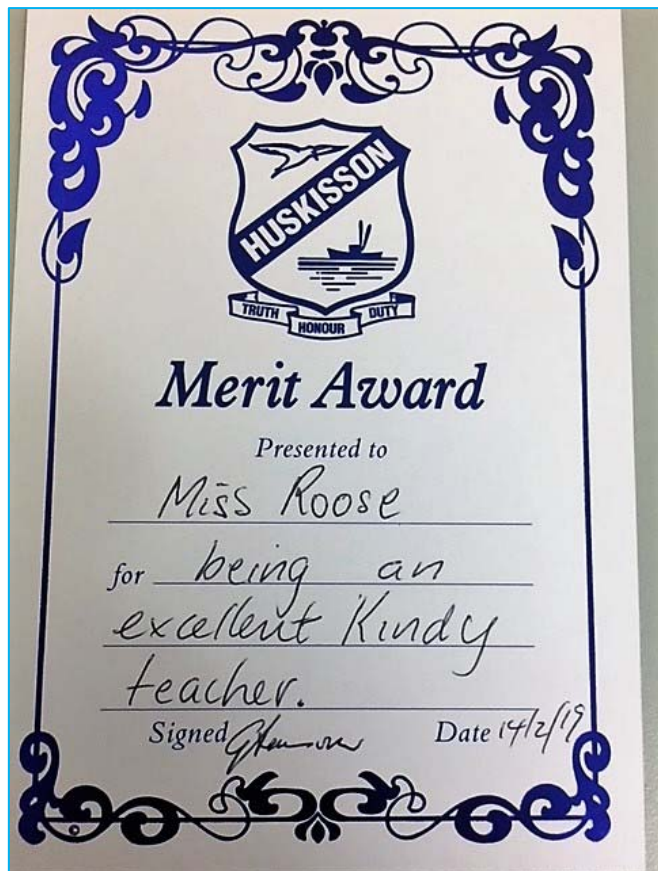 HUSKISSON
TRUTH HONOUR DUTY
Merit Award
Presented to
Miss Roose
for being an
excellent Kindy
teacher.
Signed Date 14/2/19